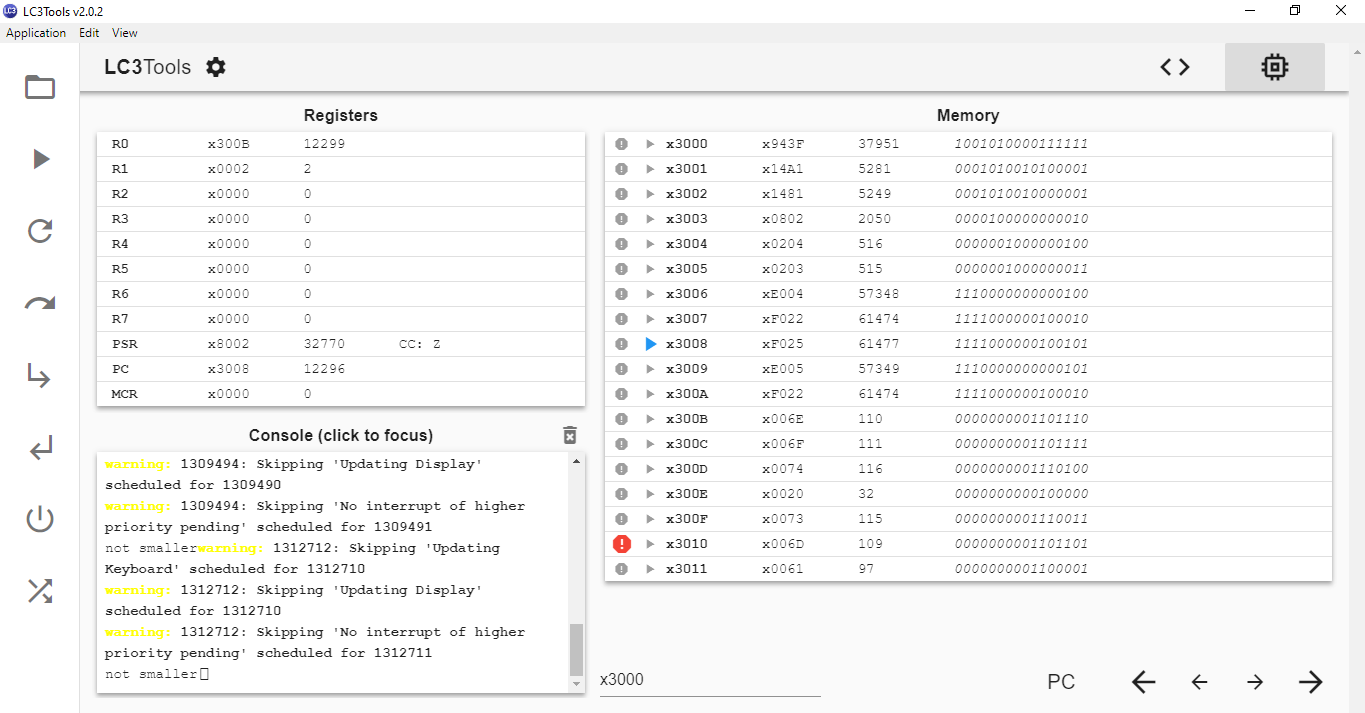 LC3 LC3Tools v2.0.2
Application Edit View
LC3Tools
Registers
R0 x300B 12299
R1 x0002 2
R2 x0000 0
R3 x0000 0
R4 x0000 0
R5 x0000 0
R6 x0000 0
R7 x0000 0
PSR x8002 32770 CC: Z
PC x3008 12296
MCR x0000 0
Console (click to focus)
warning: 1309494: Skipping 'Updating Display'
scheduled for 1309490
warning: 1309494: Skipping 'No interrupt of higher
priority pending' scheduled for 1309491
not smallerwarning: 1312712: Skipping 'Updating
Keyboard' scheduled for 1312710
warning: 1312712: Skipping 'Updating Display'
scheduled for 1312710
warning: 1312712: Skipping 'No interrupt of higher
priority pending' scheduled for 1312711
not smaller
Memory
x3000 x943F 37951 1001010000111111
x3001 x14A1 5281 0001010010100001
x3002 x1481 5249 0001010010000001
x3003 x0802 2050 0000100000000010
x3004 x0204 516 0000001000000100
x3005 x0203 515 0000001000000011
x3006 xE004 57348 1110000000000100
x3007 xF022 61474 1111000000100010
x3008 xF025 61477 1111000000100101
x3009 xE005 57349 1110000000000101
x300A xF022 61474 1111000000100010
x300B x006E 110 0000000001101110
x300C x006F 111 0000000001101111
x300D x0074 116 0000000001110100
x300E x0020 32 0000000000100000
x300F x0073 115 0000000001110011
x3010 x006D 109 0000000001101101
x3011 x0061 97 0000000001100001
x3000
PC